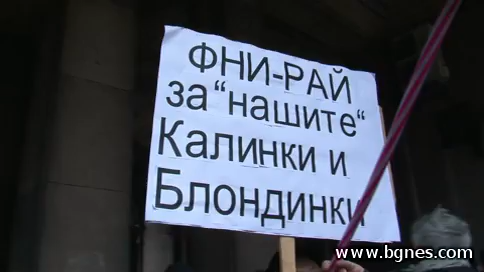 ФНИ-РАЙ
за “нашите“
Калинки и
Блондинки
www.bgnes.com